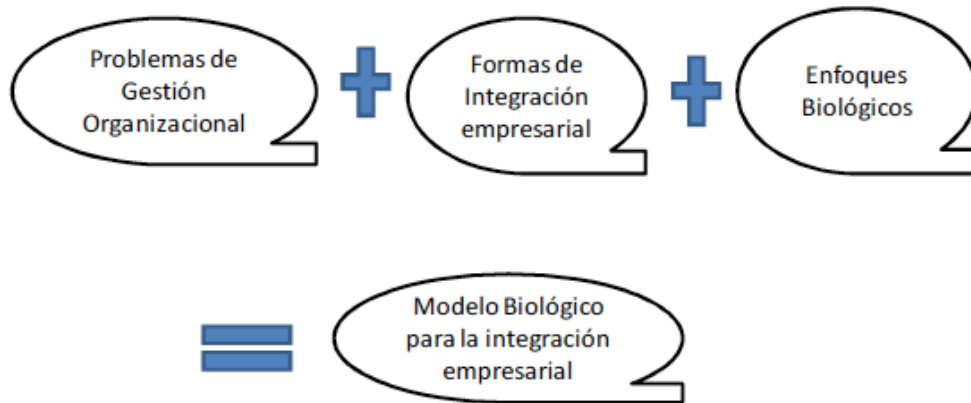 Problemas de
Gestión
Organizacional
Formas de
Integración
empresarial
Enfoques
Biológicos
Modelo Biológico
para la integración
empresarial